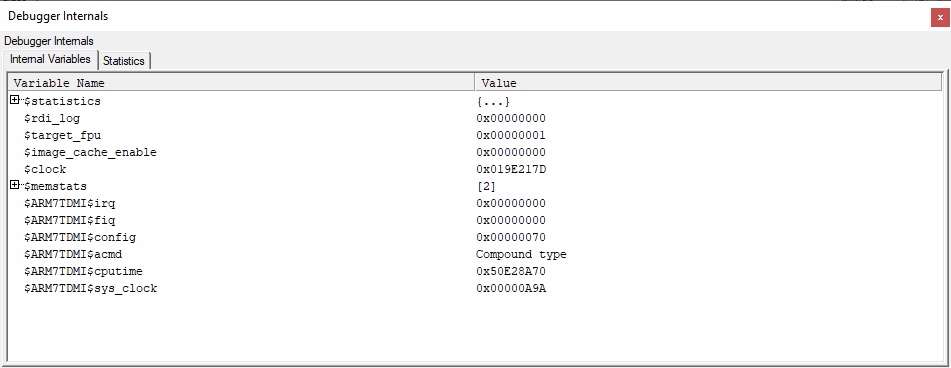 Debugger Internals
x
Debugger Internals
Internal Variables Statistics
Variable Name Value
$statistics {...}
$rdi_log 0x00000000
$target_fpu 0x00000001
$image_cache_enable 0x00000000
$clock 0x019E217D
$memstats [2]
$ARM7TDMI$irq 0x00000000
$ARM7TDMI$fiq 0x00000000
$ARM7TDMI$config 0x00000070
$ARM7TDMI$acmd Compound type
$ARM7TDMI$cputime 0x50E28A70
$ARM7TDMI$sys_clock 0x00000A9A